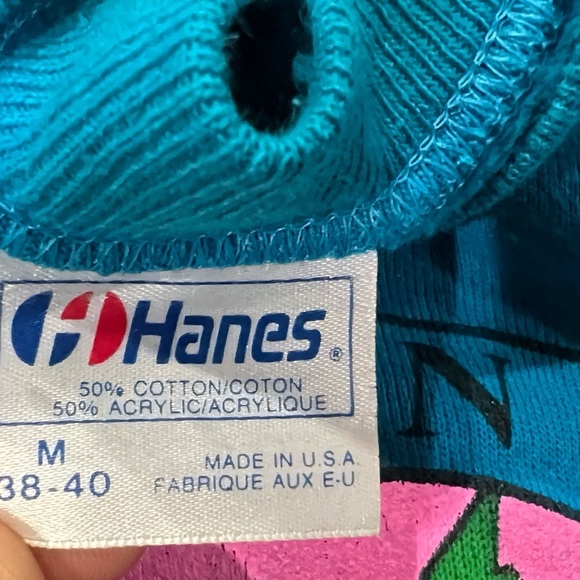 Hanes®
50% COTTON/COTON
50% ACRYLIC/ACRYLIQUE
M
38-40
MADE IN U.S.A.
FABRIQUE AUX E-U
N